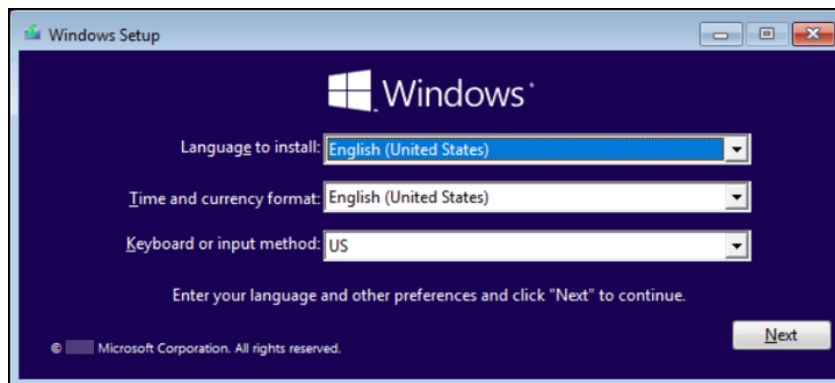 Windows Setup
Windows
Language to install: English (United States)
Time and currency format: English (United States)
Keyboard or input method: US
Enter your language and other preferences and click "Next" to continue.
Next
© Microsoft Corporation. All rights reserved.